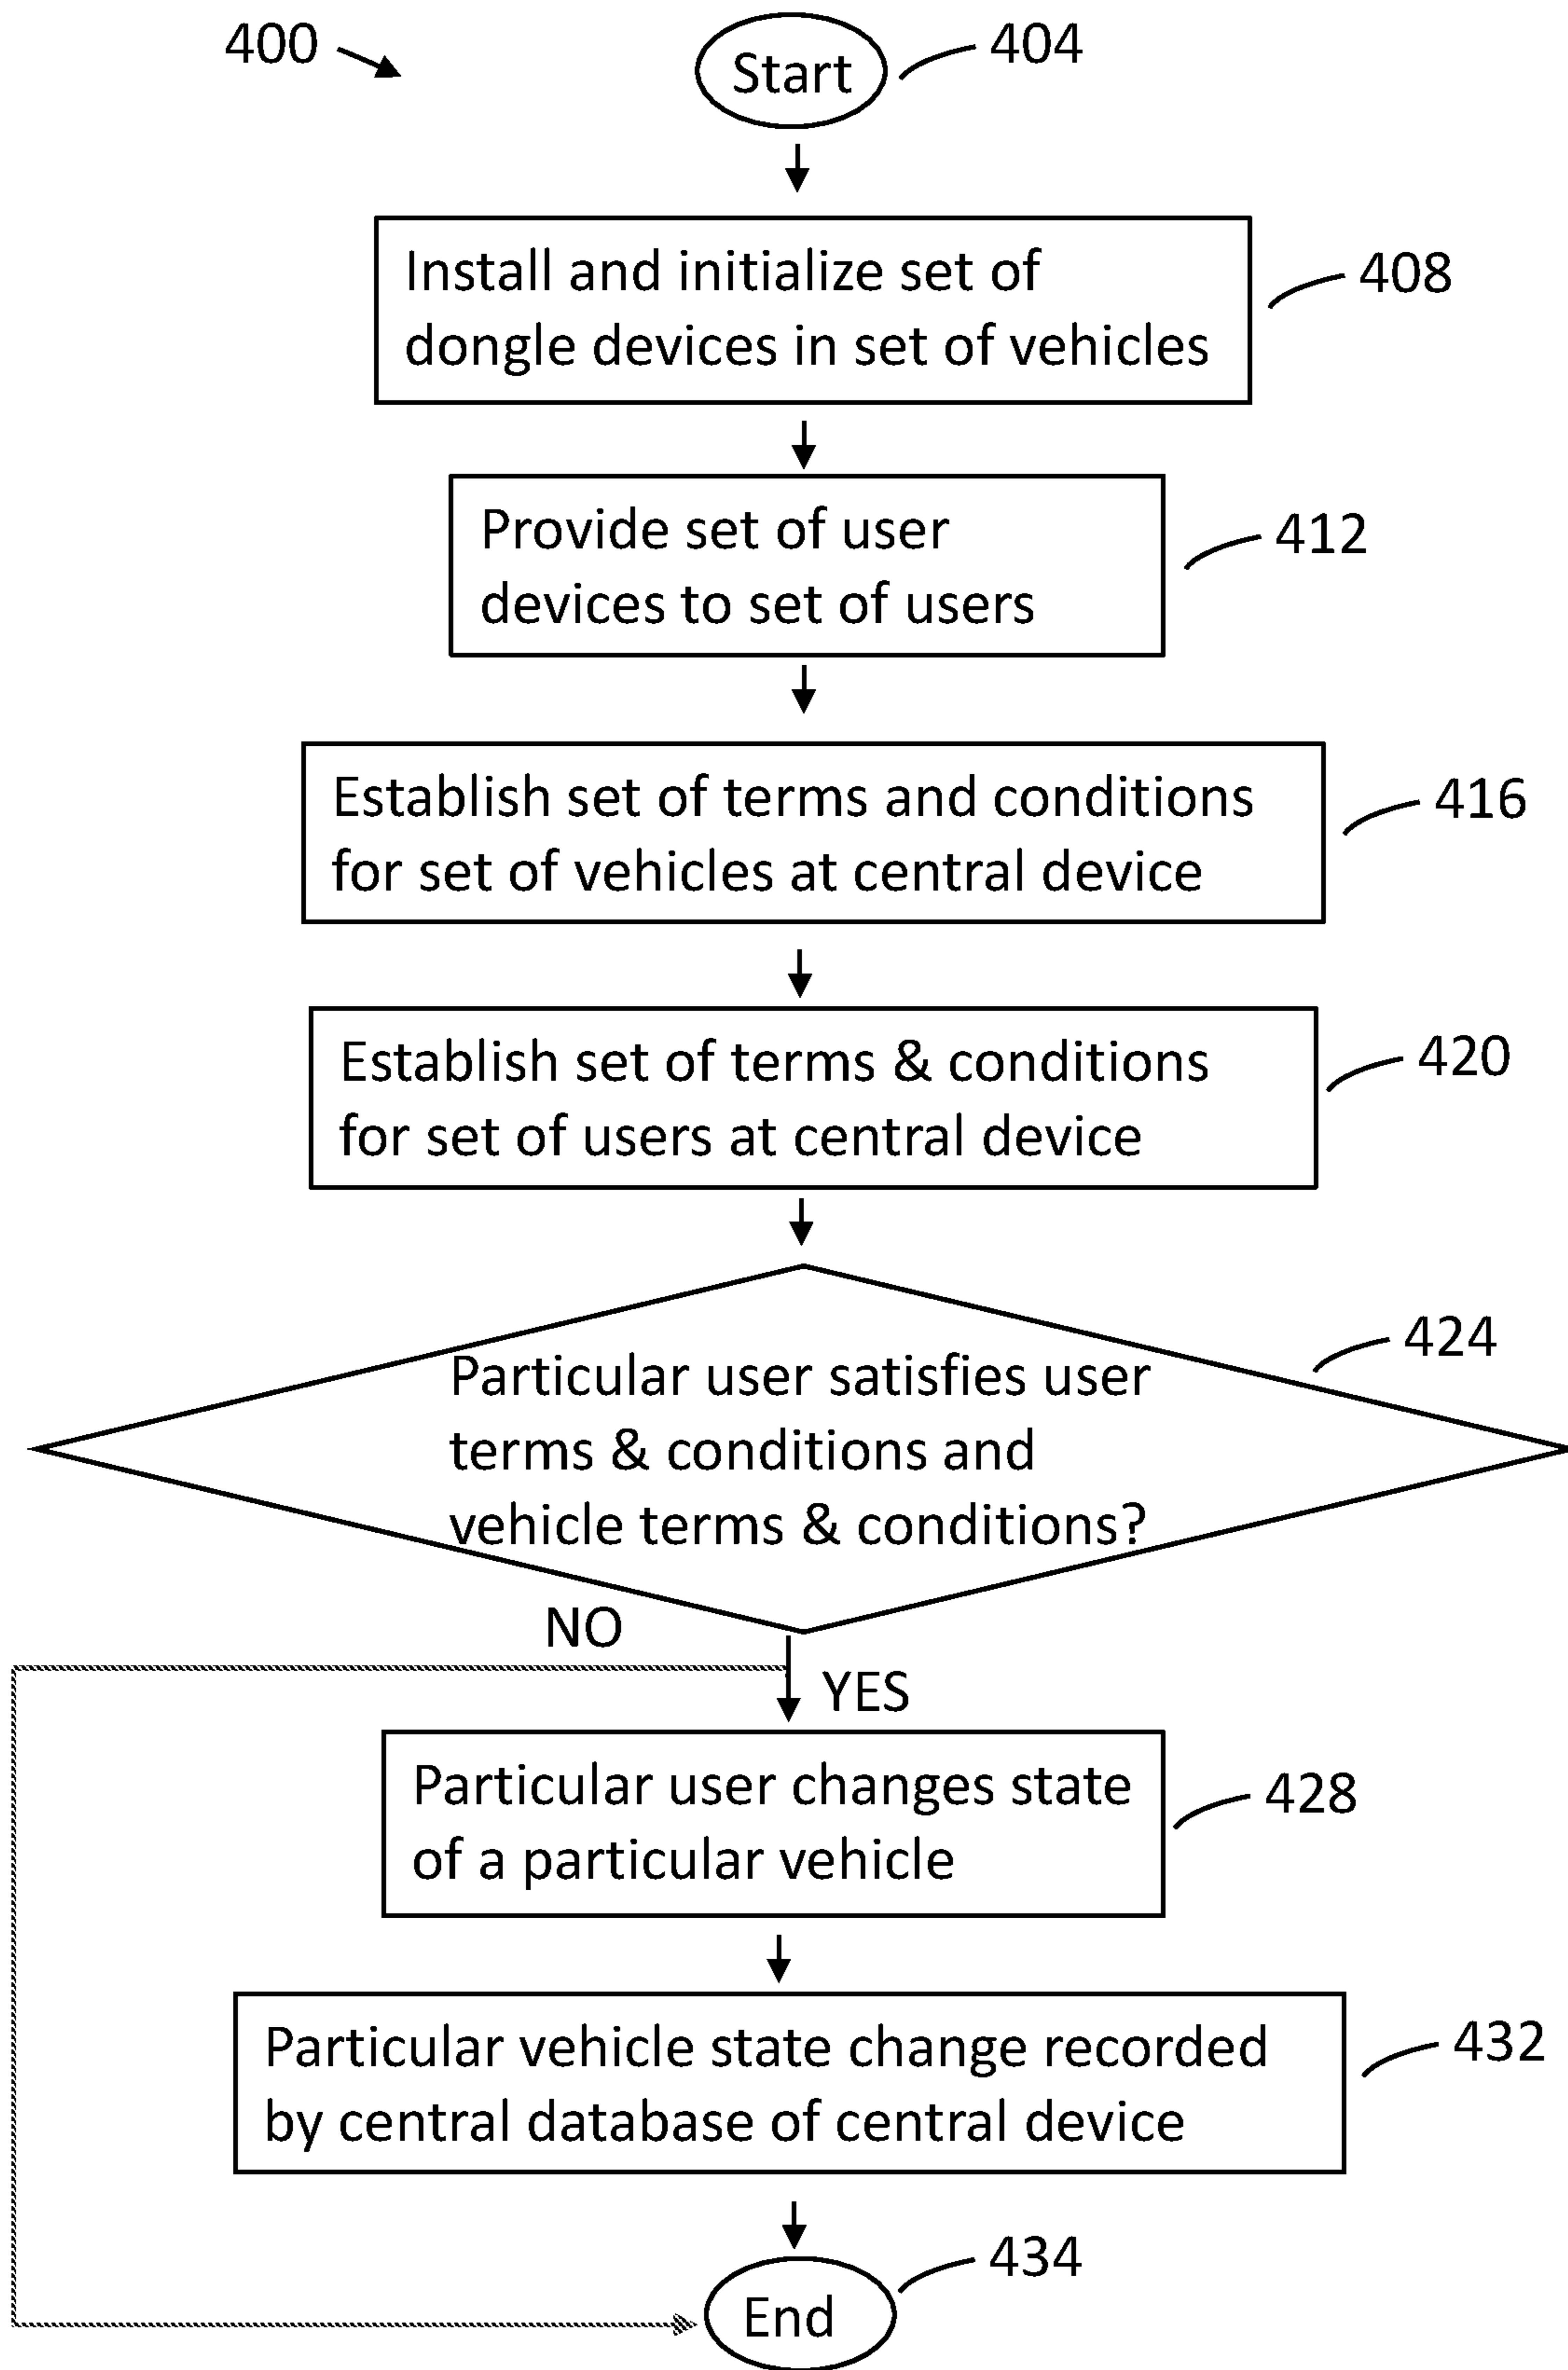 400
Start
404
Install and initialize set of
dongle devices in set of vehicles
408
Provide set of user
devices to set of users
412
Establish set of terms and conditions
for set of vehicles at central device
416
Establish set of terms & conditions
for set of users at central device
420
Particular user satisfies user
terms & conditions and
vehicle terms & conditions?
424
NO
YES
Particular user changes state
of a particular vehicle
428
Particular vehicle state change recorded
by central database of central device
432
End
434